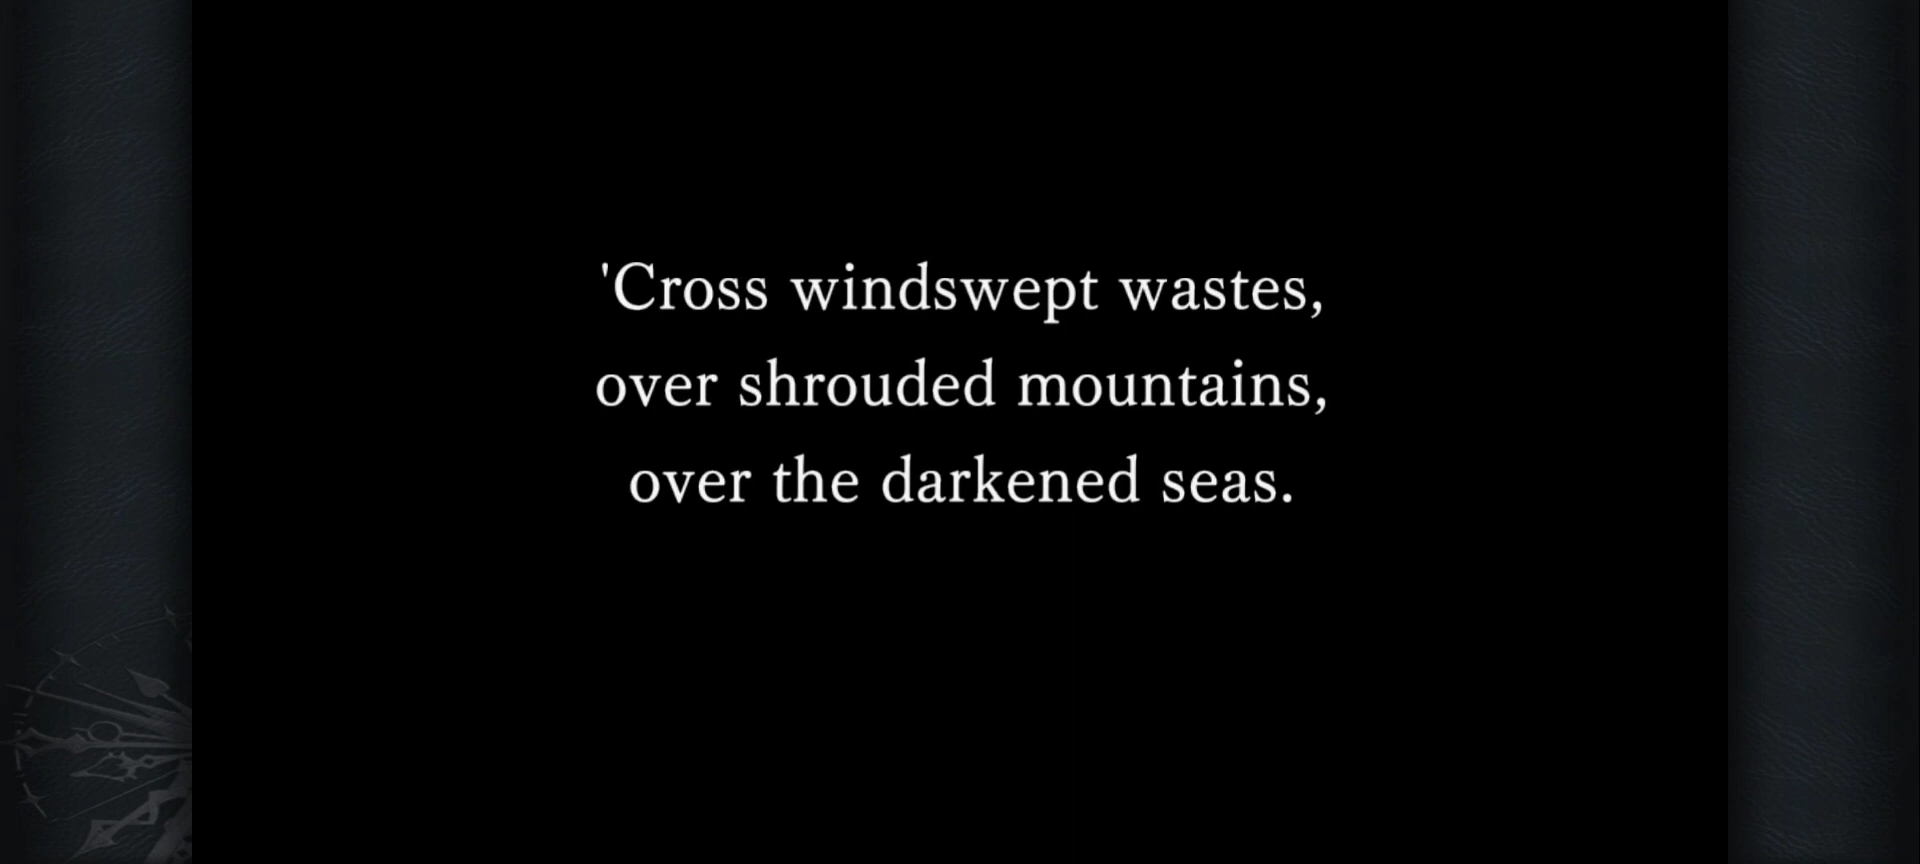 'Cross windswept wastes,
over shrouded mountains,
over the darkened seas.